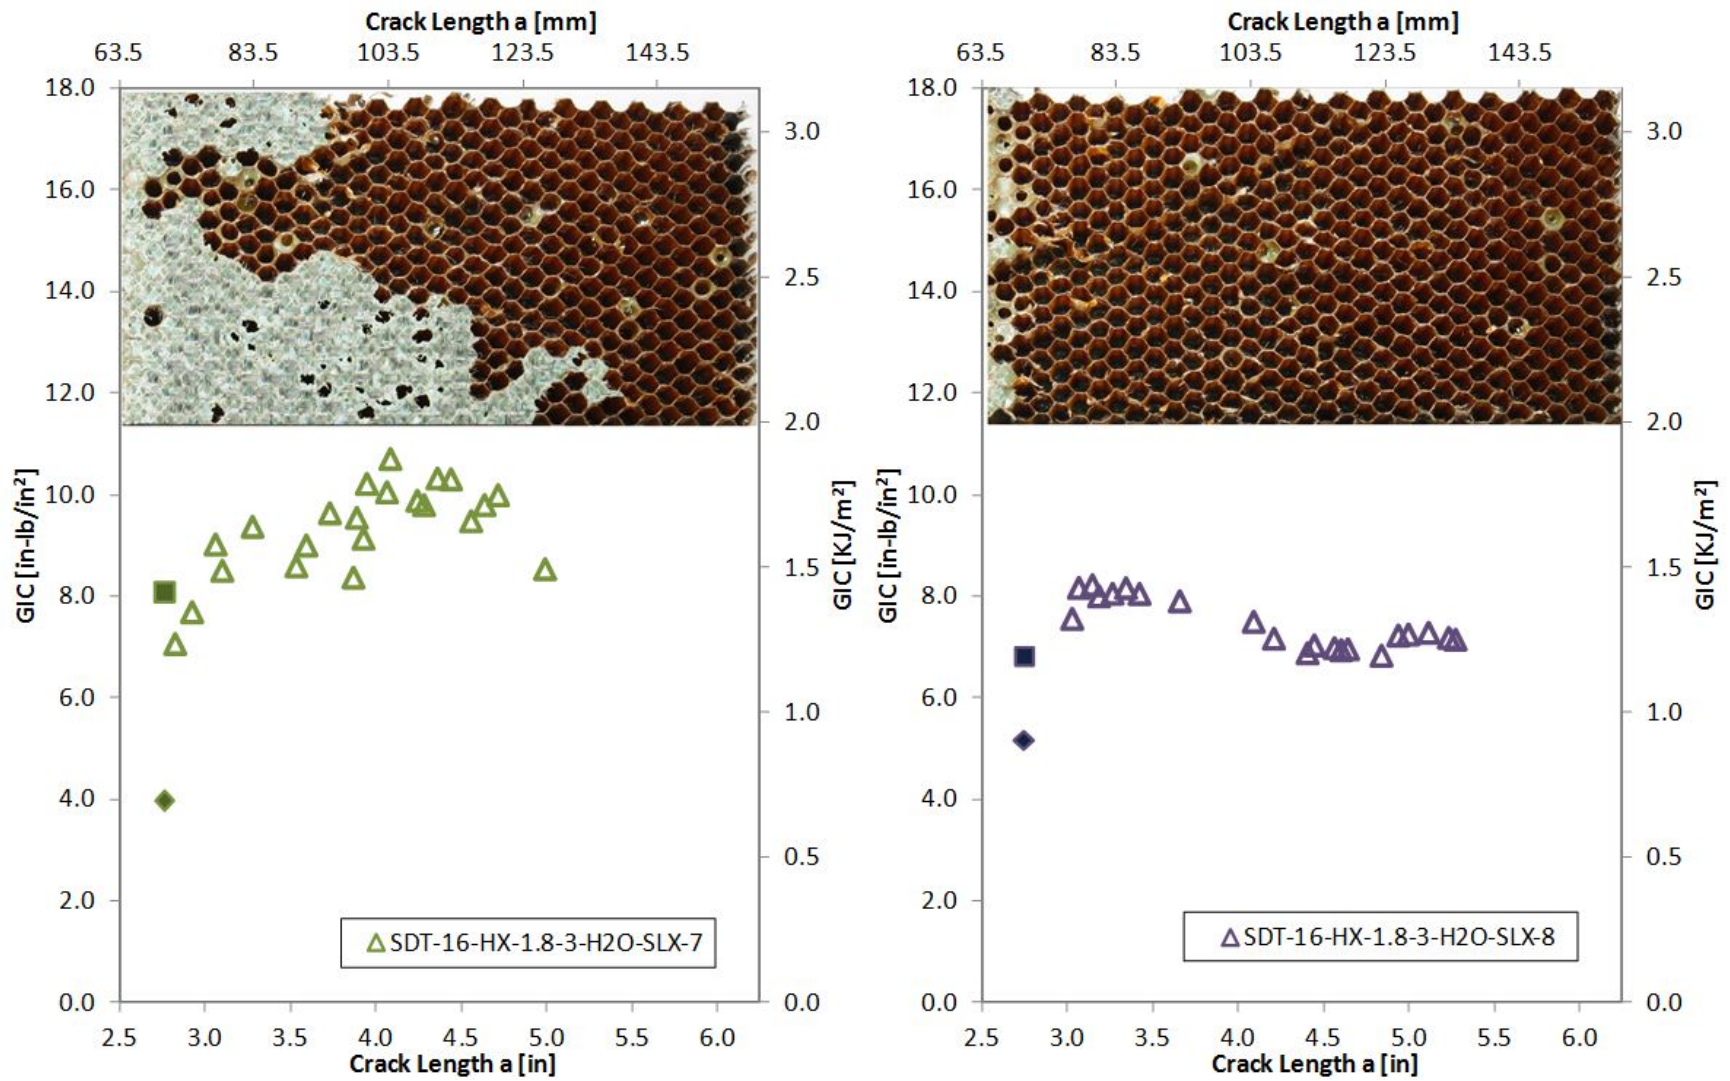 Crack Length a [mm]
63.5 83.5 103.5 123.5 143.5
18.0
16.0
14.0
12.0
10.0
8.0
6.0
4.0
2.0
0.0
GIC [in-lb/in²]
3.0
2.5
2.0
1.5
1.0
0.5
0.0
GIC [KJ/m²]
SDT-16-HX-1.8-3-H2O-SLX-7
2.5 3.0 3.5 4.0 4.5 5.0 5.5 6.0
Crack Length a [in]
Crack Length a [mm]
63.5 83.5 103.5 123.5 143.5
18.0
16.0
14.0
12.0
10.0
8.0
6.0
4.0
2.0
0.0
GIC [in-lb/in²]
3.0
2.5
2.0
1.5
1.0
0.5
0.0
GIC [KJ/m²]
SDT-16-HX-1.8-3-H2O-SLX-8
2.5 3.0 3.5 4.0 4.5 5.0 5.5 6.0
Crack Length a [in]